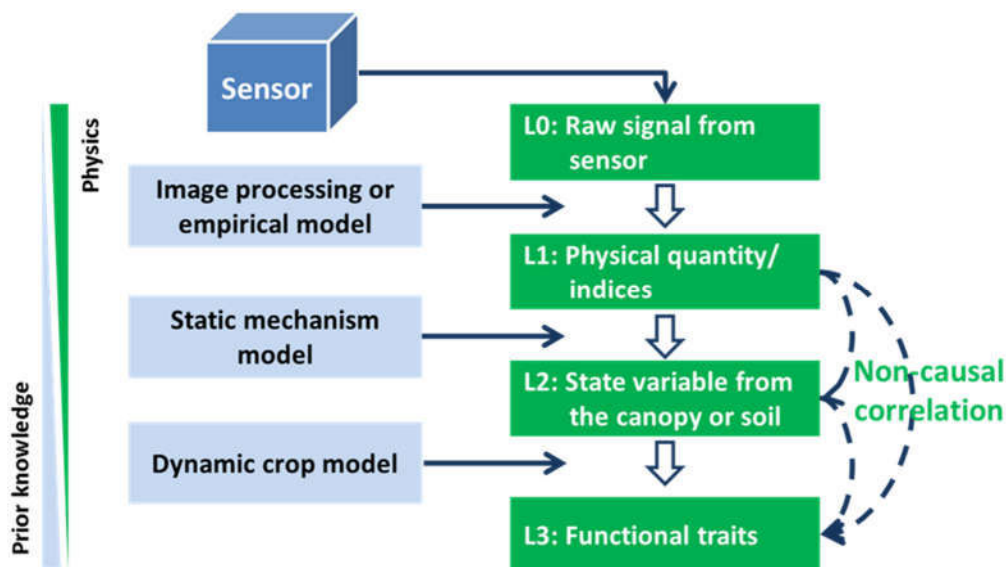 Sensor
Physics
L0: Raw signal from
sensor
Image processing or
empirical model
L1: Physical quantity/
indices
Static mechanism
model
L2: State variable from
the canopy or soil
Non-causal
correlation
Prior knowledge
Dynamic crop model
L3: Functional traits